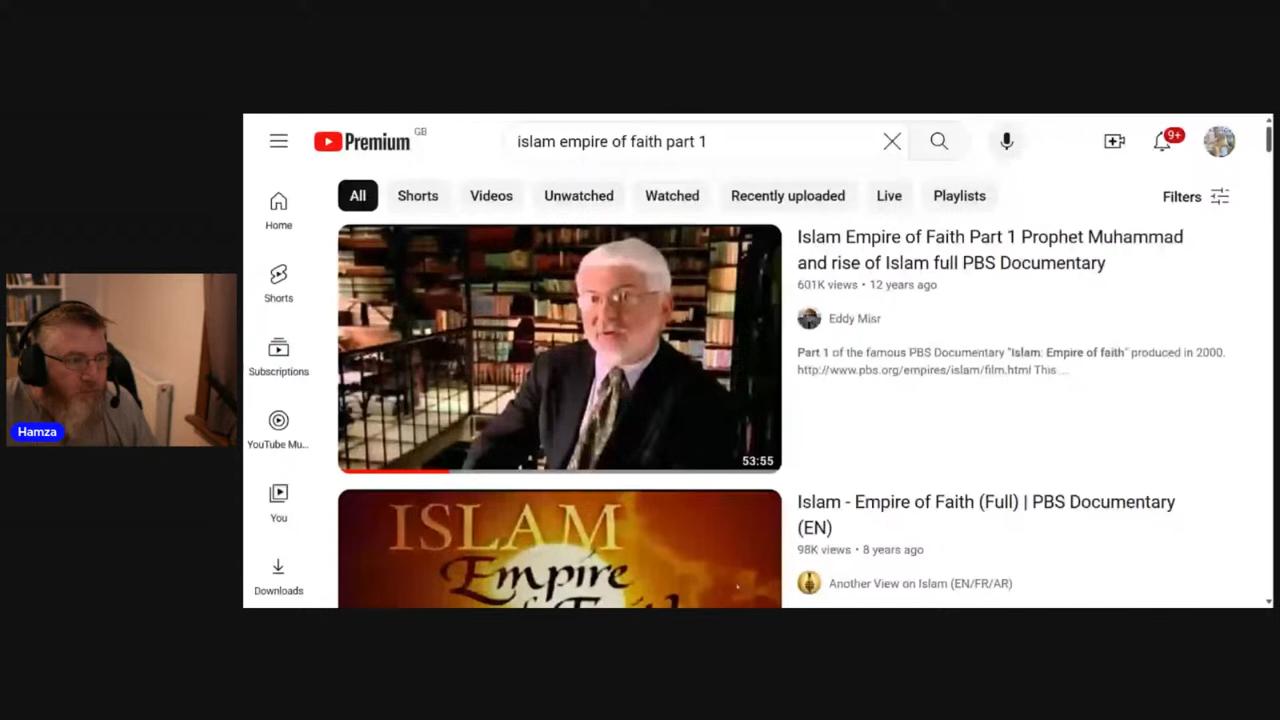 Premium GB
islam empire of faith part 1
9+
All
Shorts
Videos
Unwatched
Watched
Recently uploaded
Live
Playlists
Filters
Home
Shorts
Subscriptions
YouTube Mu...
You
Downloads
53:55
Islam Empire of Faith Part 1 Prophet Muhammad
and rise of Islam full PBS Documentary
601K views • 12 years ago
Eddy Misr
Part 1 of the famous PBS Documentary "Islam: Empire of faith" produced in 2000.
http://www.pbs.org/empires/islam/film.html This ...
ISLAM
Empire
Islam - Empire of Faith (Full) | PBS Documentary
(EN)
98K views • 8 years ago
Another View on Islam (EN/FR/AR)
Hamza